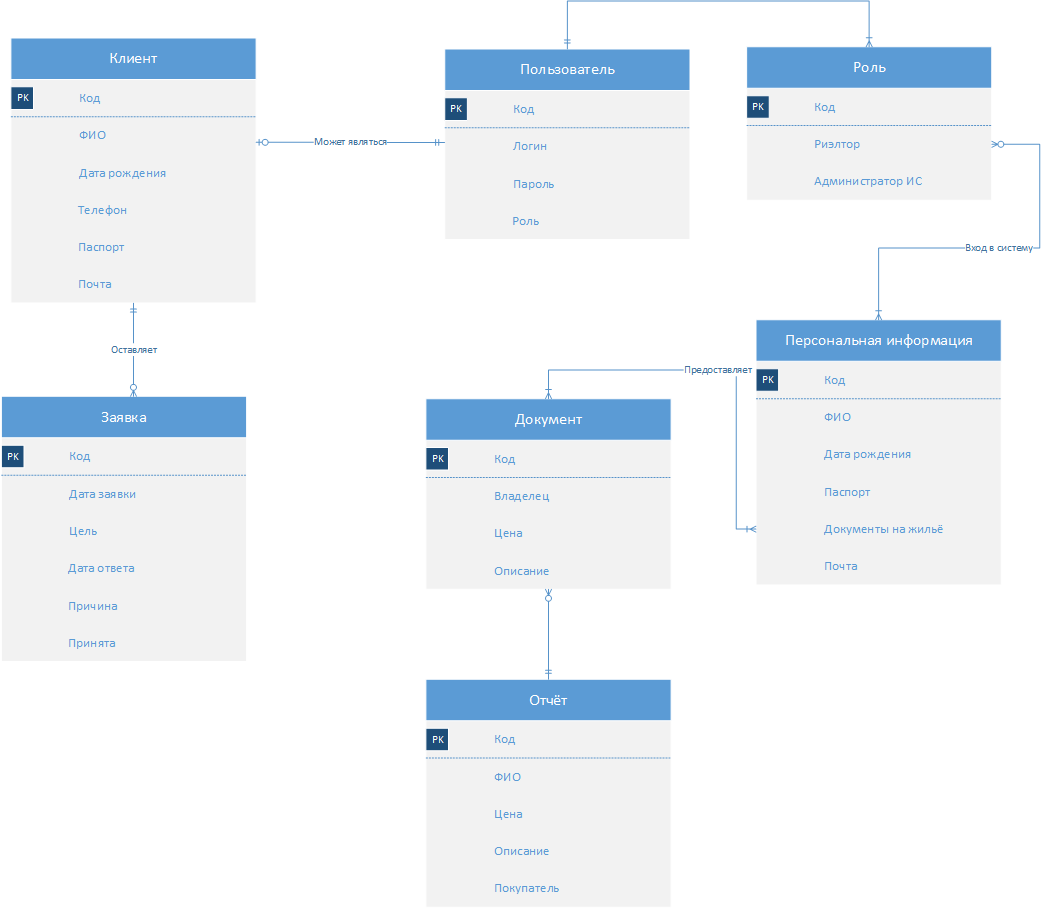 Клиент
PK
Код
ФИО
Дата рождения
Телефон
Паспорт
Почта
Может являться
Пользователь
PK
Код
Логин
Пароль
Роль
Роль
PK
Код
Риэлтор
Администратор ИС
Вход в систему
Оставляет
Заявка
PK
Код
Дата заявки
Цель
Дата ответа
Причина
Принята
Предоставляет
Документ
PK
Код
Владелец
Цена
Описание
Персональная информация
PK
Код
ФИО
Дата рождения
Паспорт
Документы на жильё
Почта
Отчёт
PK
Код
ФИО
Цена
Описание
Покупатель